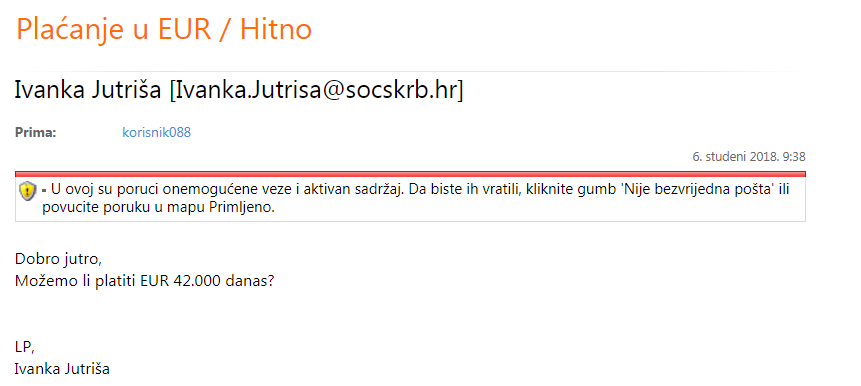 Plaćanje u EUR / Hitno
Ivanka Jutriša [Ivanka.Jutrisa@socskrb.hr]
Prima: korisnik088
6. studeni 2018. 9:38
- U ovoj su poruci onemogućene veze i aktivan sadržaj. Da biste ih vratili, kliknite gumb 'Nije bezvrijedna pošta' ili
povucite poruku u mapu Primljeno.
Dobro jutro,
Možemo li platiti EUR 42.000 danas?
LP,
Ivanka Jutriša